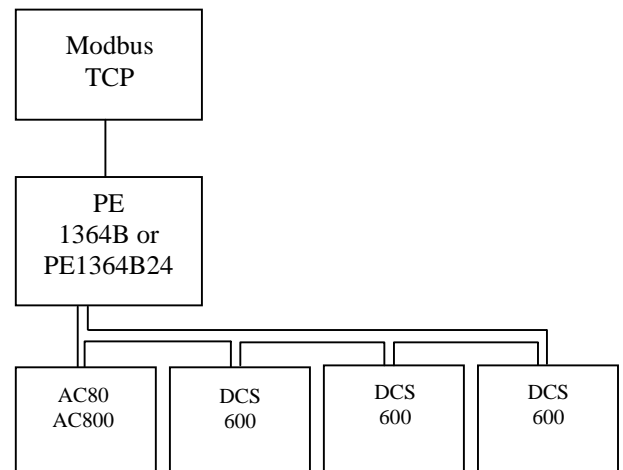 Modbus
TCP
PE
1364B or
PE1364B24
AC80
AC800
DCS
600
DCS
600
DCS
600